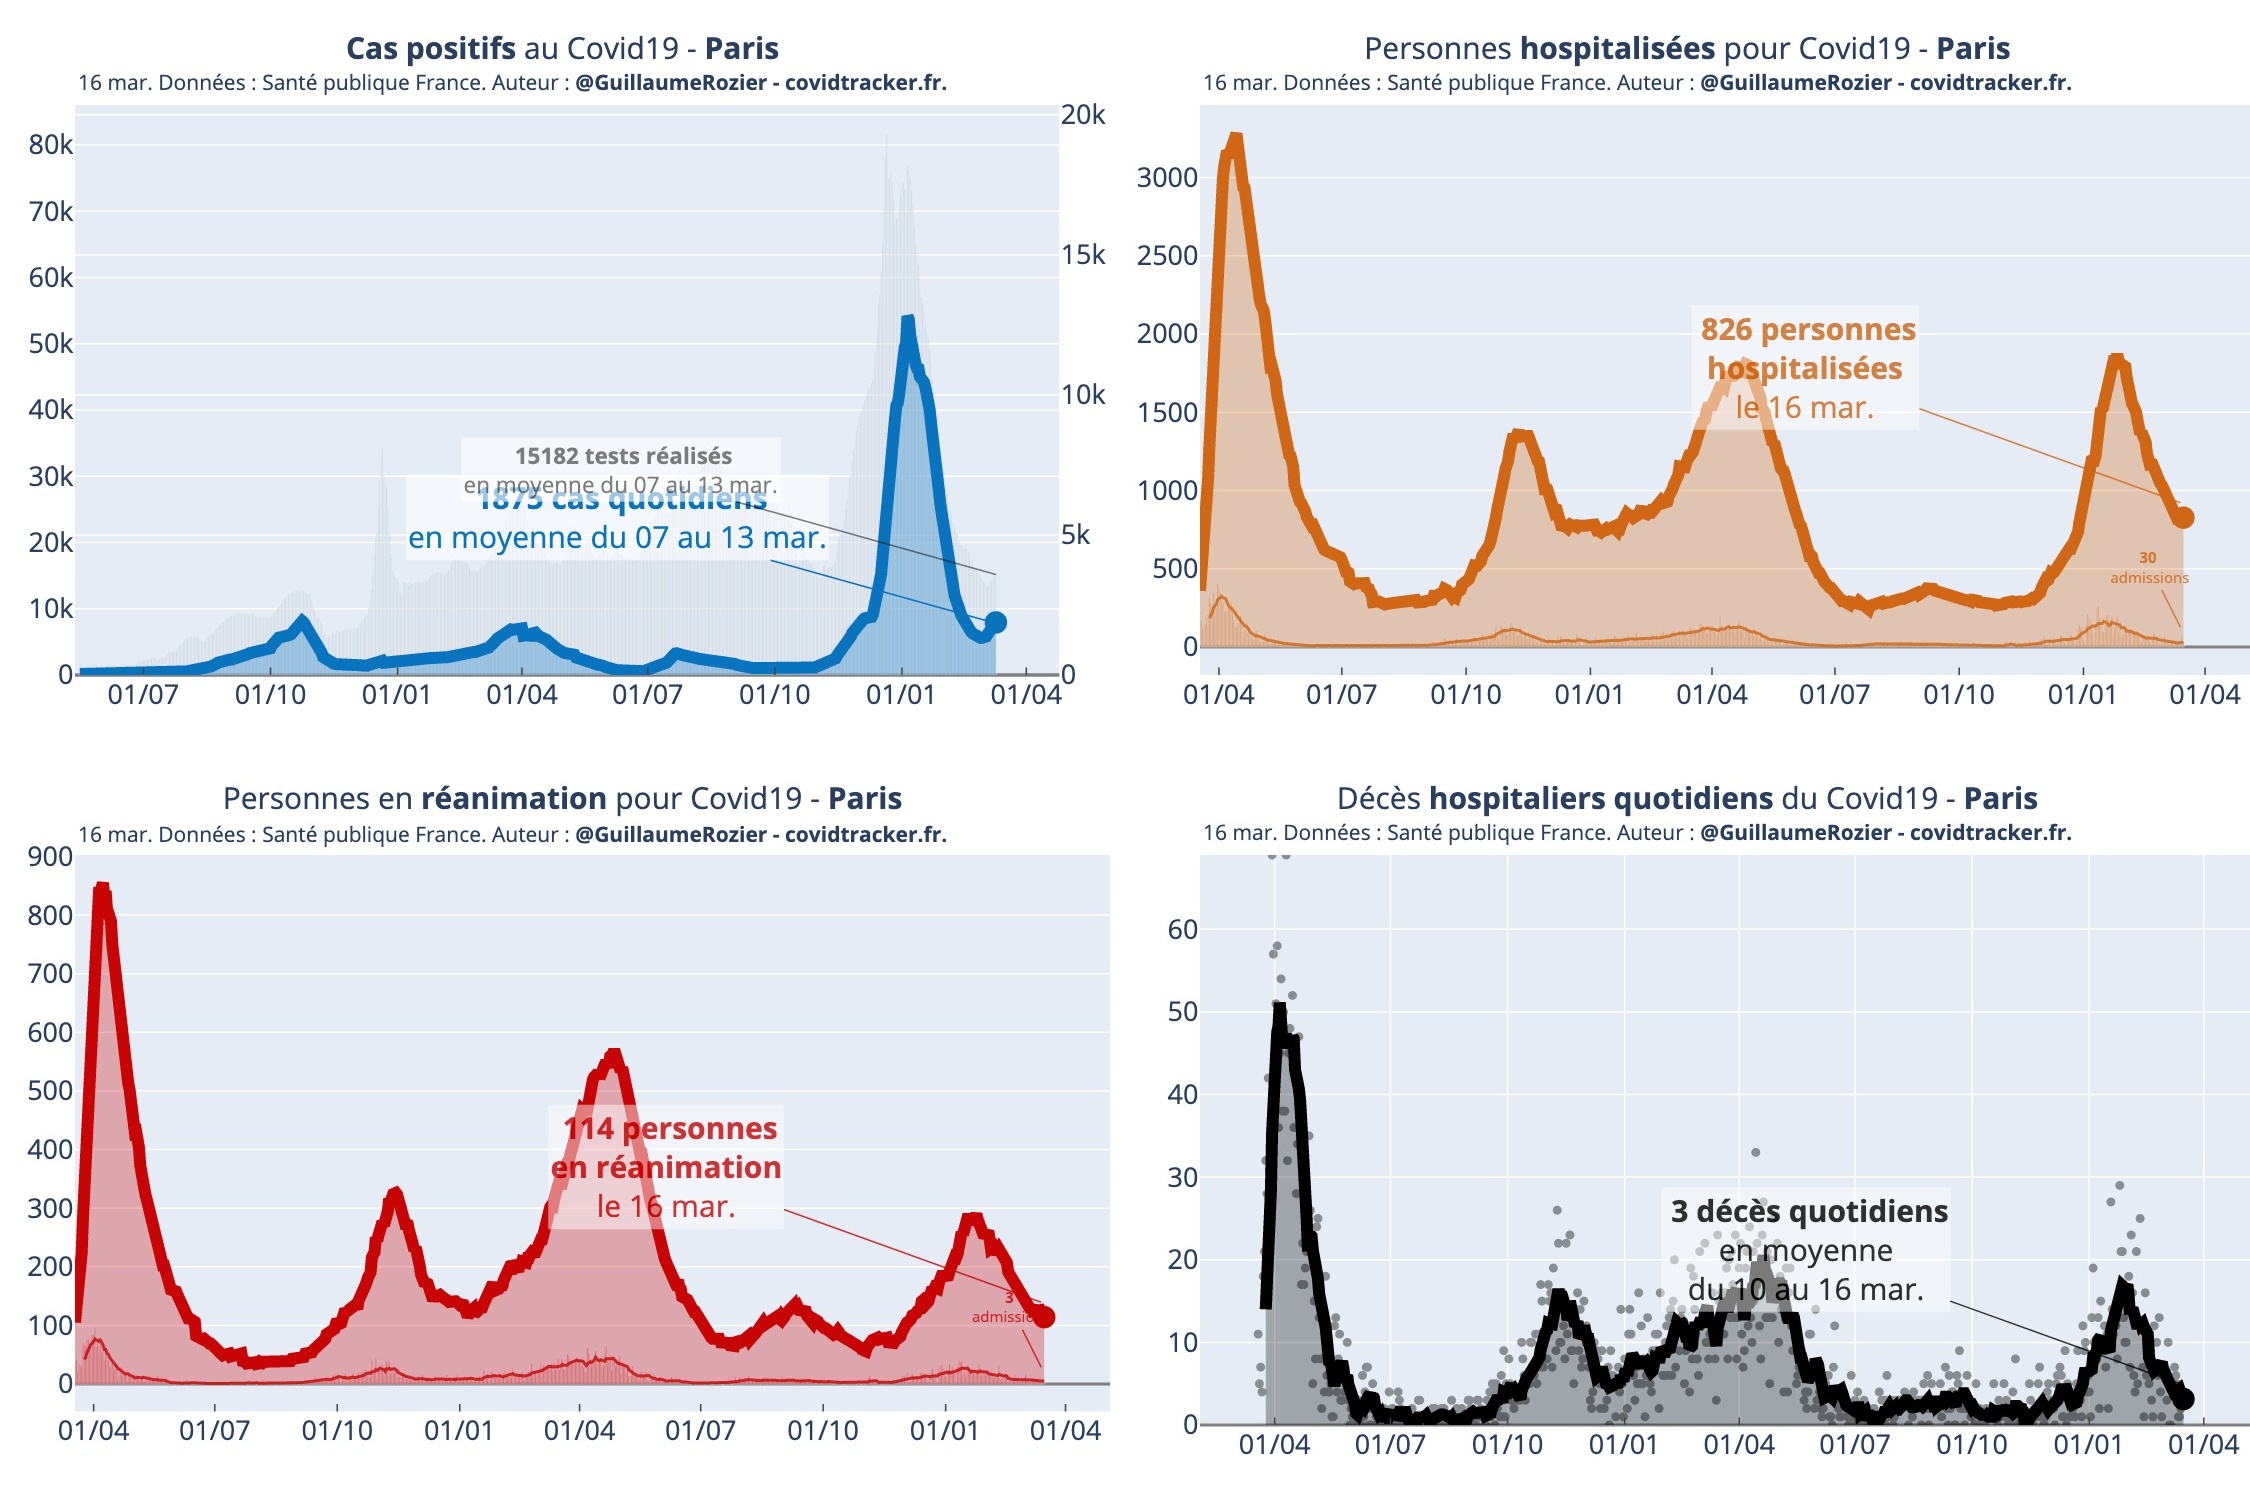 Cas positifs au Covid19 - Paris
16 mar. Données : Santé publique France. Auteur : @GuillaumeRozier - covidtracker.fr.
80k
70k
60k
50k
40k
30k
20k
10k
0
20k
15k
10k
5k
0
15182 tests réalisés
en moyenne du 07 au 13 mar.
1875 cas quotidiens
en moyenne du 07 au 13 mar.
01/07 01/10 01/01 01/04 01/07 01/10 01/01 01/04
Personnes hospitalisées pour Covid19 - Paris
16 mar. Données : Santé publique France. Auteur : @GuillaumeRozier - covidtracker.fr.
3000
2500
2000
1500
1000
500
0
826 personnes
hospitalisées
le 16 mar.
30
admissions
01/04 01/07 01/10 01/01 01/04 01/07 01/10 01/01 01/04
Personnes en réanimation pour Covid19 - Paris
16 mar. Données : Santé publique France. Auteur : @GuillaumeRozier - covidtracker.fr.
900
800
700
600
500
400
300
200
100
0
114 personnes
en réanimation
le 16 mar.
3
admissio
01/04 01/07 01/10 01/01 01/04 01/07 01/10 01/01 01/04
Décès hospitaliers quotidiens du Covid19 - Paris
16 mar. Données : Santé publique France. Auteur : @GuillaumeRozier - covidtracker.fr.
60
50
40
30
20
10
0
3 décès quotidiens
en moyenne
du 10 au 16 mar.
01/04 01/07 01/10 01/01 01/04 01/07 01/10 01/01 01/04